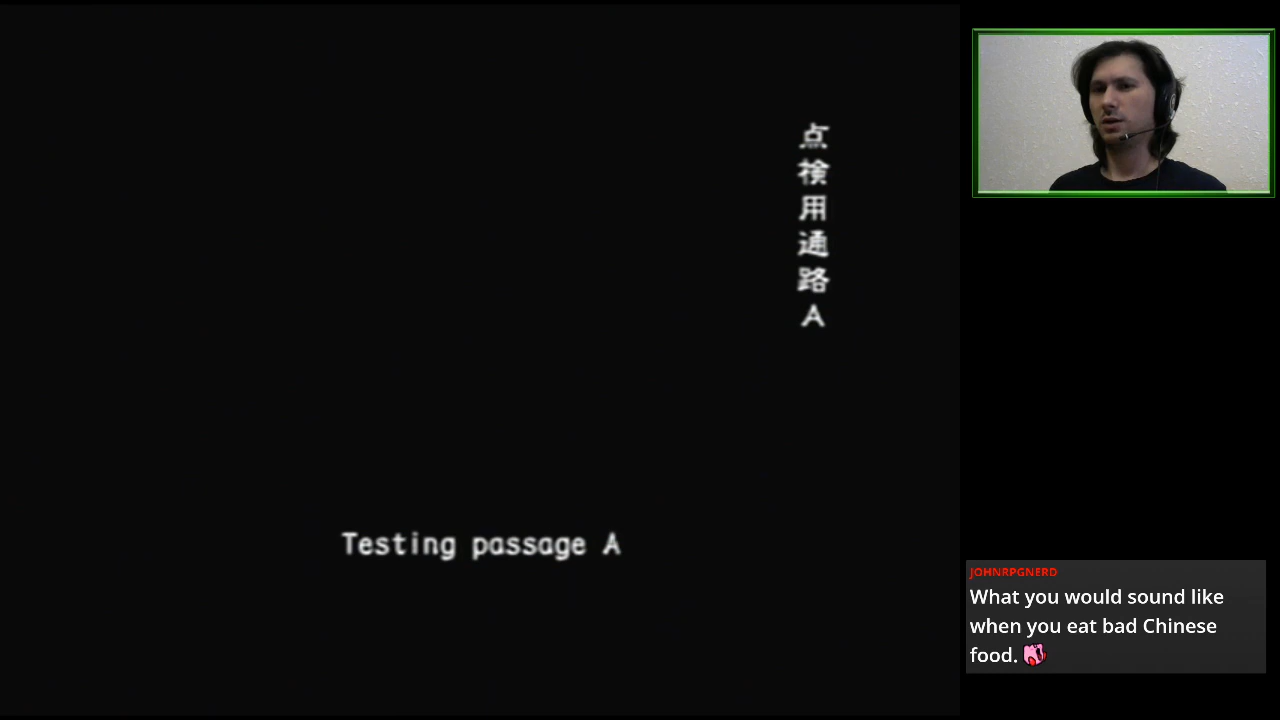 点検用通路A
Testing passage A
JOHNRPGNERD
What you would sound like
when you eat bad Chinese
food.